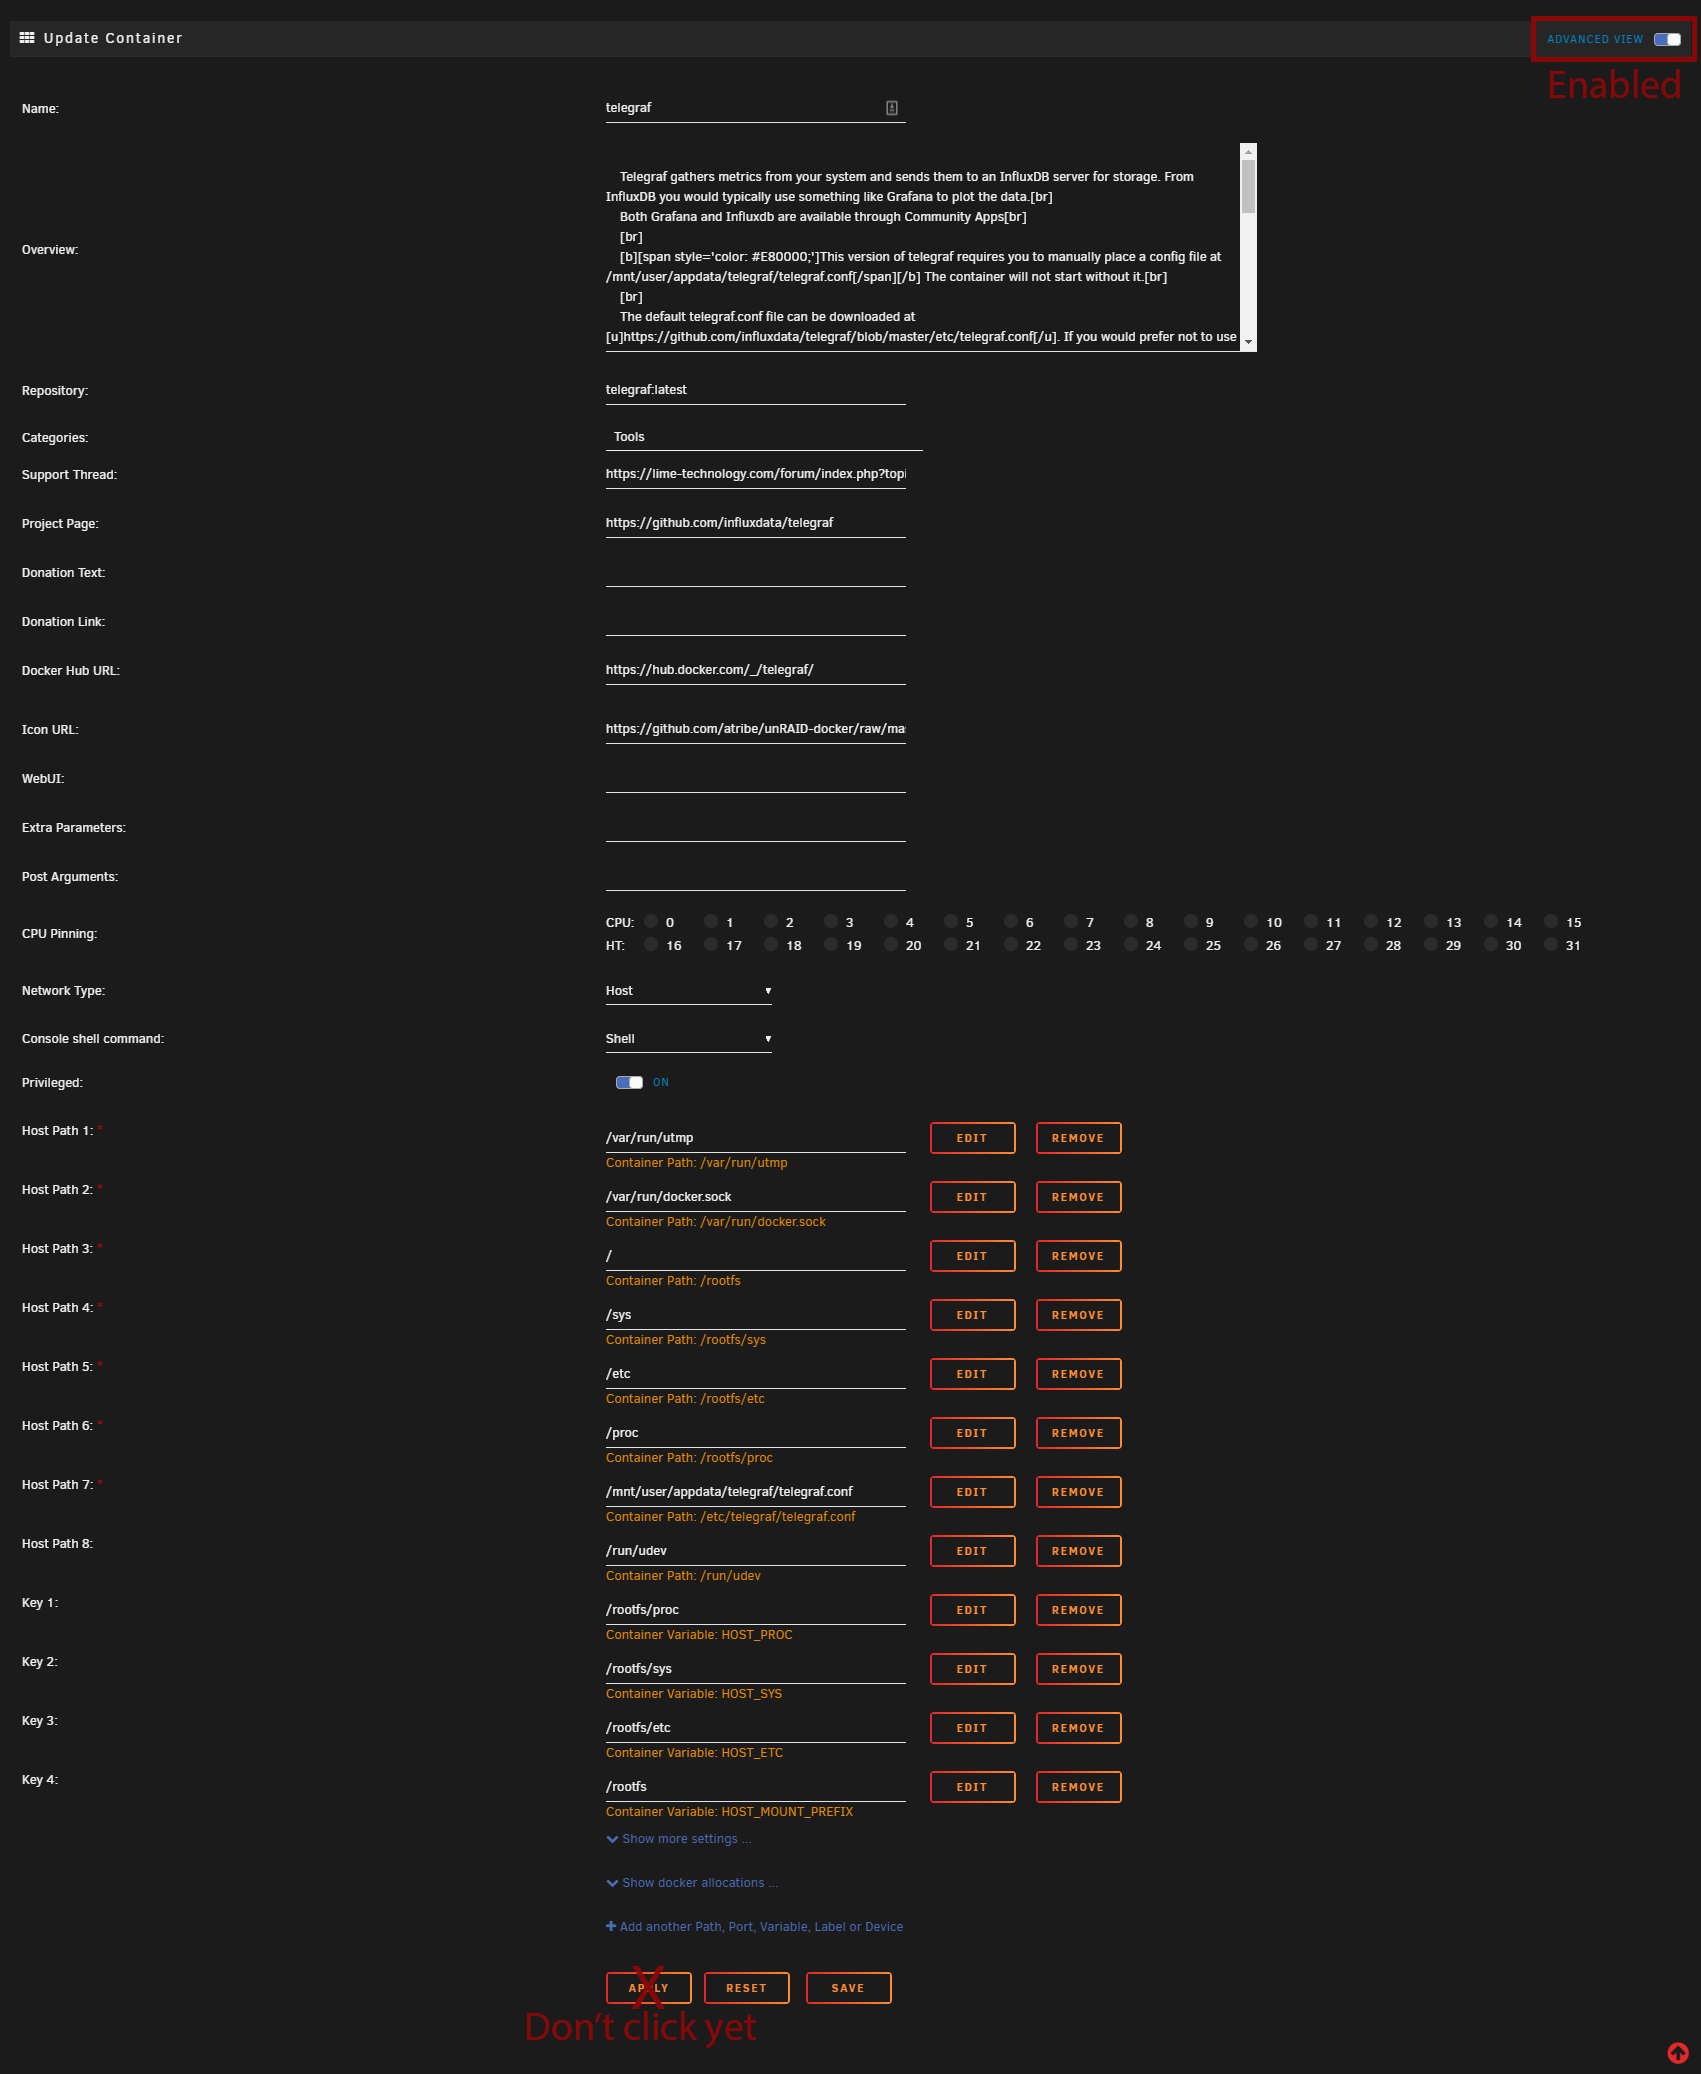 Update Container
ADVANCED VIEW
Enabled
Name:
telegraf
Overview:
Telegraf gathers metrics from your system and sends them to an InfluxDB server for storage. From
InfluxDB you would typically use something like Grafana to plot the data.[br]
Both Grafana and Influxdb are available through Community Apps[br]
[br]
[b][span style='color: #E80000;']This version of telegraf requires you to manually place a config file at
/mnt/user/appdata/telegraf/telegraf.conf[/span][/b] The container will not start without it.[br]
[br]
The default telegraf.conf file can be downloaded at
[u]https://github.com/influxdata/telegraf/blob/master/etc/telegraf.conf[/u]. If you would prefer not to use
Repository:
telegraf:latest
Categories:
Tools
Support Thread:
https://lime-technology.com/forum/index.php?topi
Project Page:
https://github.com/influxdata/telegraf
Donation Text:
Donation Link:
Docker Hub URL:
https://hub.docker.com/_/telegraf/
Icon URL:
https://github.com/atribe/unRAID-docker/raw/mas
WebUI:
Extra Parameters:
Post Arguments:
CPU Pinning:
CPU: 0 1 2 3 4 5 6 7 8 9 10 11 12 13 14 15
HT: 16 17 18 19 20 21 22 23 24 25 26 27 28 29 30 31
Network Type:
Host
Console shell command:
Shell
Privileged:
ON
Host Path 1: *
/var/run/utmp EDIT REMOVE
Container Path: /var/run/utmp
Host Path 2: *
/var/run/docker.sock EDIT REMOVE
Container Path: /var/run/docker.sock
Host Path 3: *
/ EDIT REMOVE
Container Path: /rootfs
Host Path 4: *
/sys EDIT REMOVE
Container Path: /rootfs/sys
Host Path 5: *
/etc EDIT REMOVE
Container Path: /rootfs/etc
Host Path 6: *
/proc EDIT REMOVE
Container Path: /rootfs/proc
Host Path 7: *
/mnt/user/appdata/telegraf/telegraf.conf EDIT REMOVE
Container Path: /etc/telegraf/telegraf.conf
Host Path 8:
/run/udev EDIT REMOVE
Container Path: /run/udev
Key 1:
/rootfs/proc EDIT REMOVE
Container Variable: HOST_PROC
Key 2:
/rootfs/sys EDIT REMOVE
Container Variable: HOST_SYS
Key 3:
/rootfs/etc EDIT REMOVE
Container Variable: HOST_ETC
Key 4:
/rootfs EDIT REMOVE
Container Variable: HOST_MOUNT_PREFIX
Show more settings ...
Show docker allocations ...
Add another Path, Port, Variable, Label or Device
APPLY RESET SAVE
X
Don't click yet